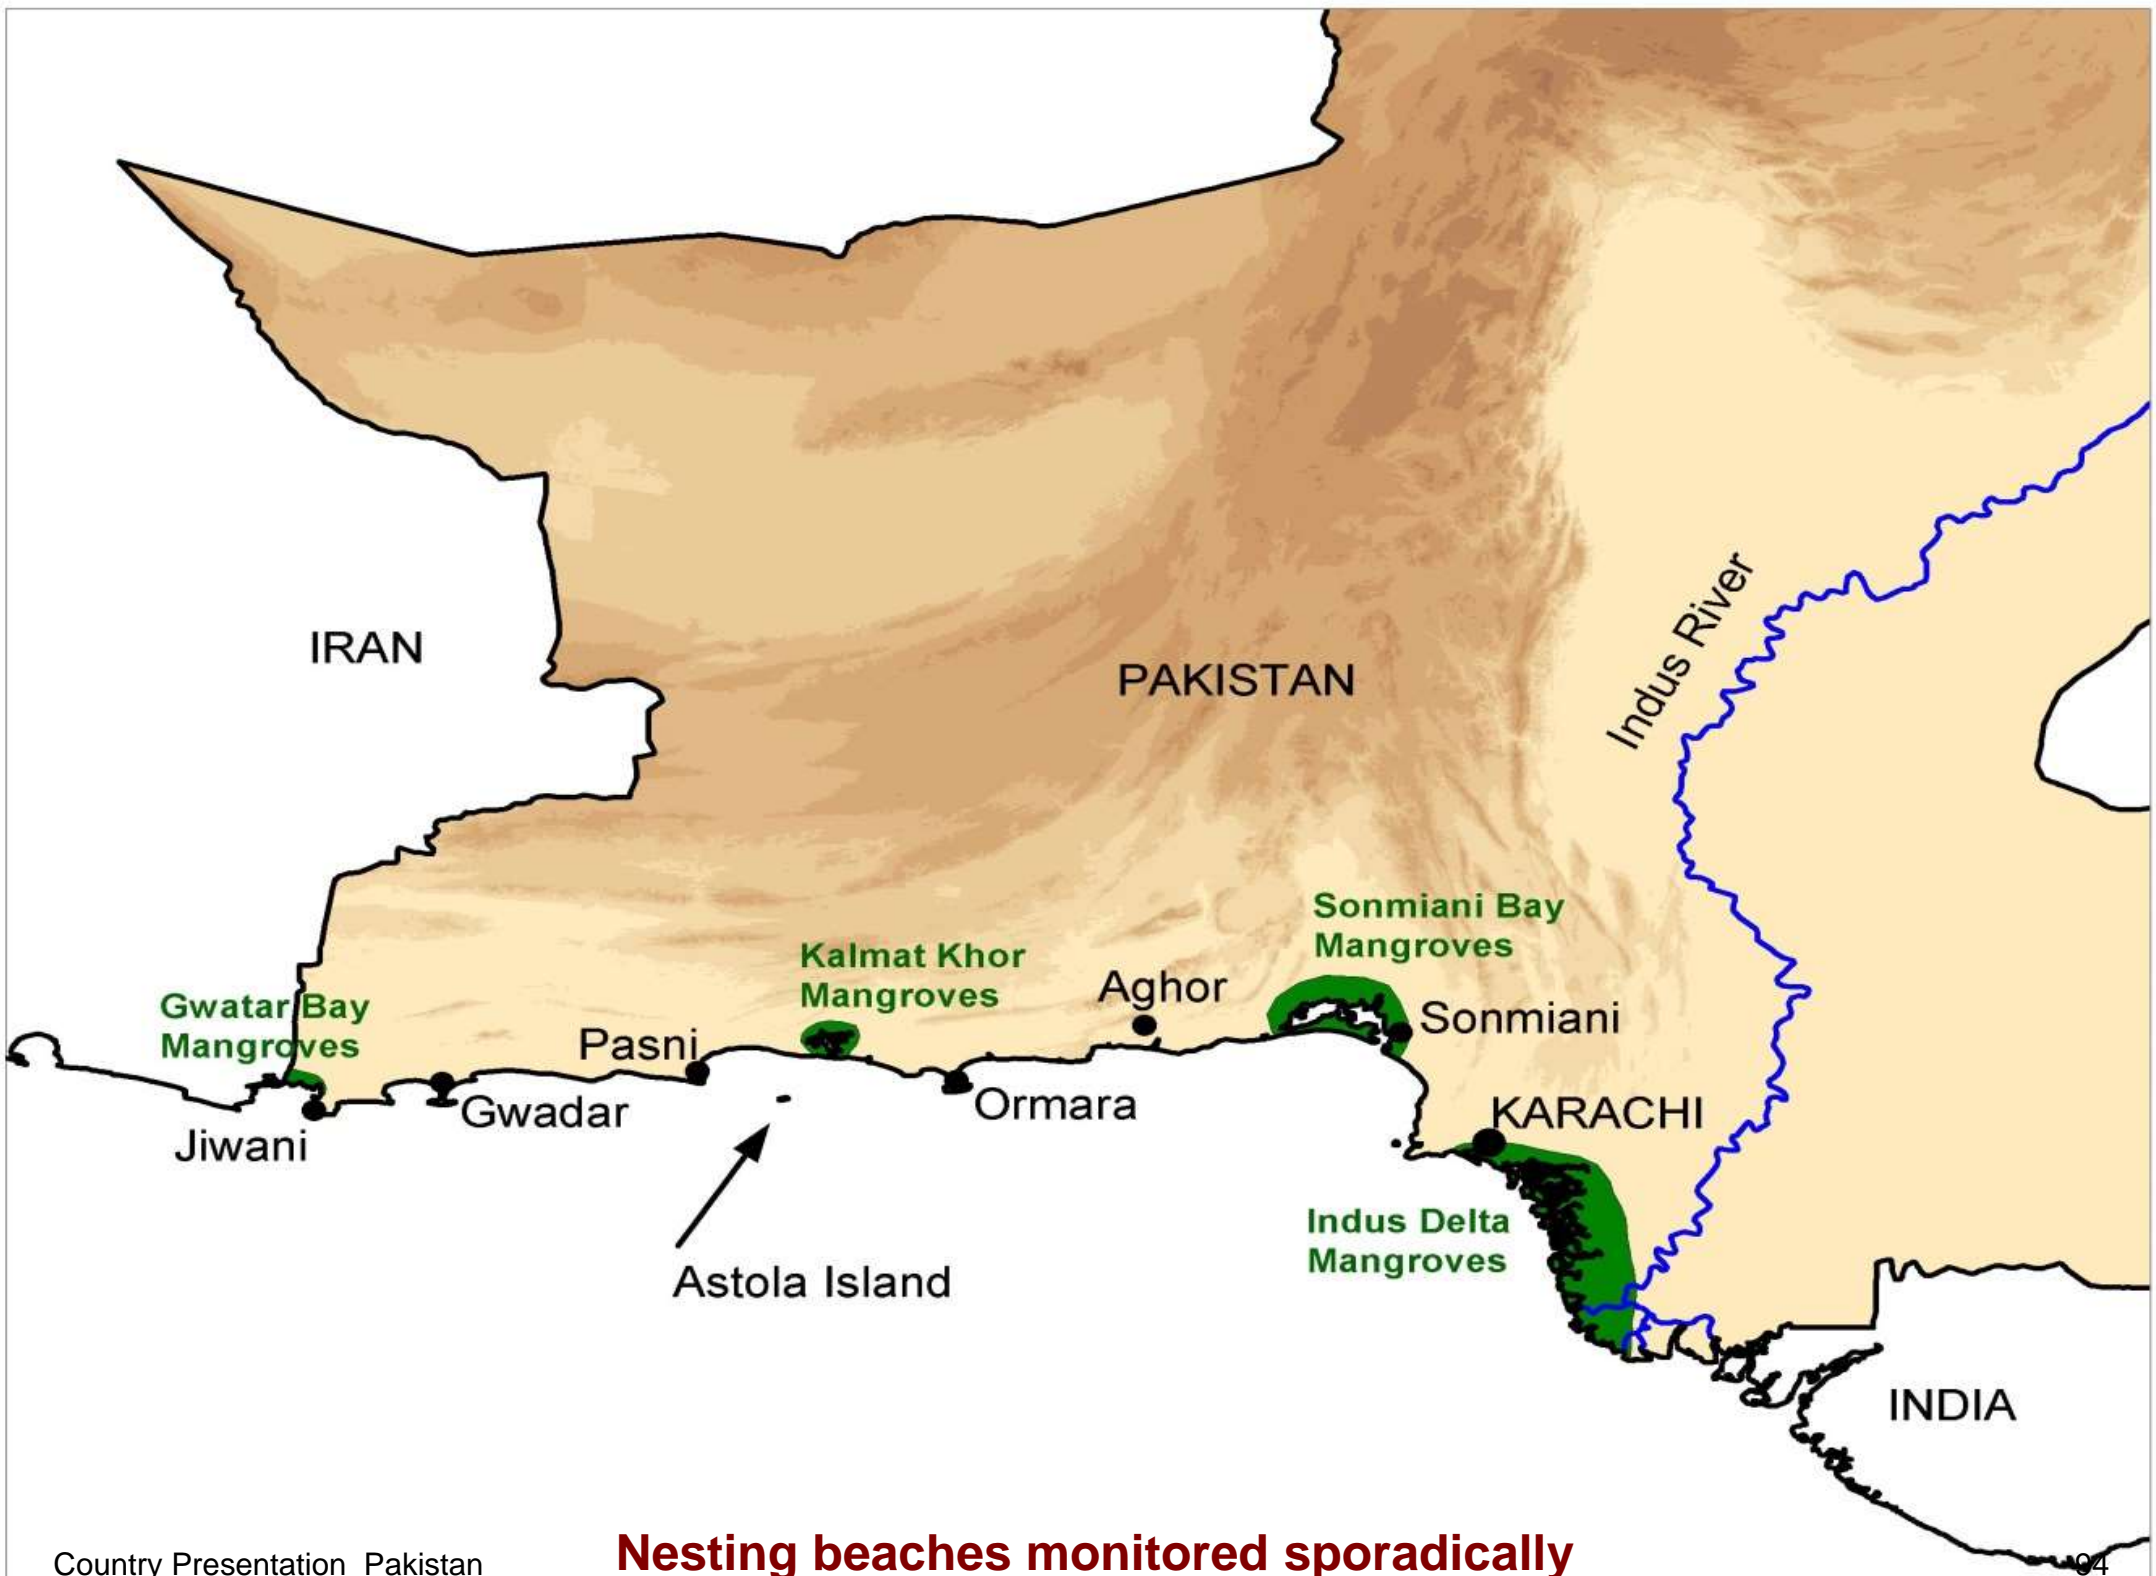 IRAN
PAKISTAN
Indus River
Sonmiani Bay
Mangroves
Kalmat Khor
Mangroves
Aghor
Gwatar Bay
Mangroves
Sonmiani
Pasni
Gwadar
Ormara
KARACHI
Jiwani
Indus Delta
Mangroves
Astola Island
INDIA
Country Presentation Pakistan
Nesting beaches monitored sporadically
94